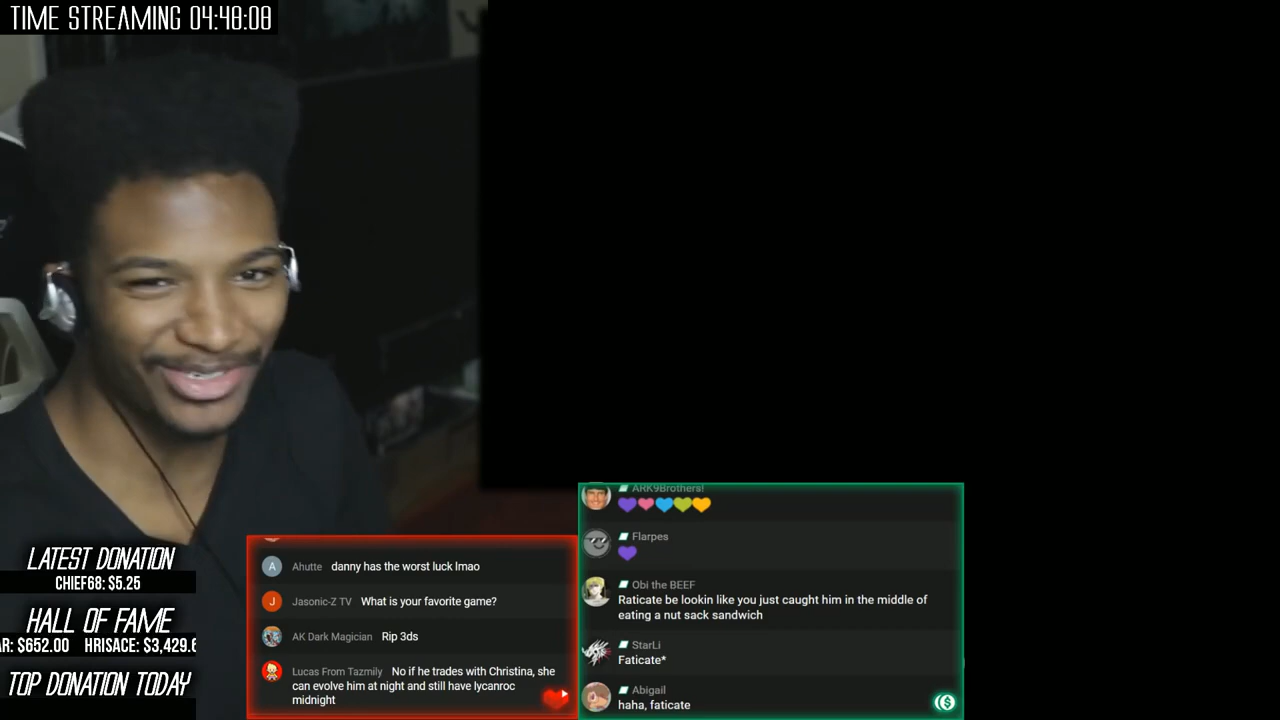 TIME STREAMING 04:48:08
LATEST DONATION
CHIEF68: $5.25
HALL OF FAME
AR: $652.00 HRISACE: $3,429.6
TOP DONATION TODAY
Ahutte danny has the worst luck lmao
Jasonic-Z TV What is your favorite game?
AK Dark Magician Rip 3ds
Lucas From Tazmily No if he trades with Christina, she
can evolve him at night and still have lycanroc
midnight
ARK9Brothers!
Flarpes
Obi the BEEF
Raticate be lookin like you just caught him in the middle of
eating a nut sack sandwich
StarLi
Faticate*
Abigail
haha, faticate